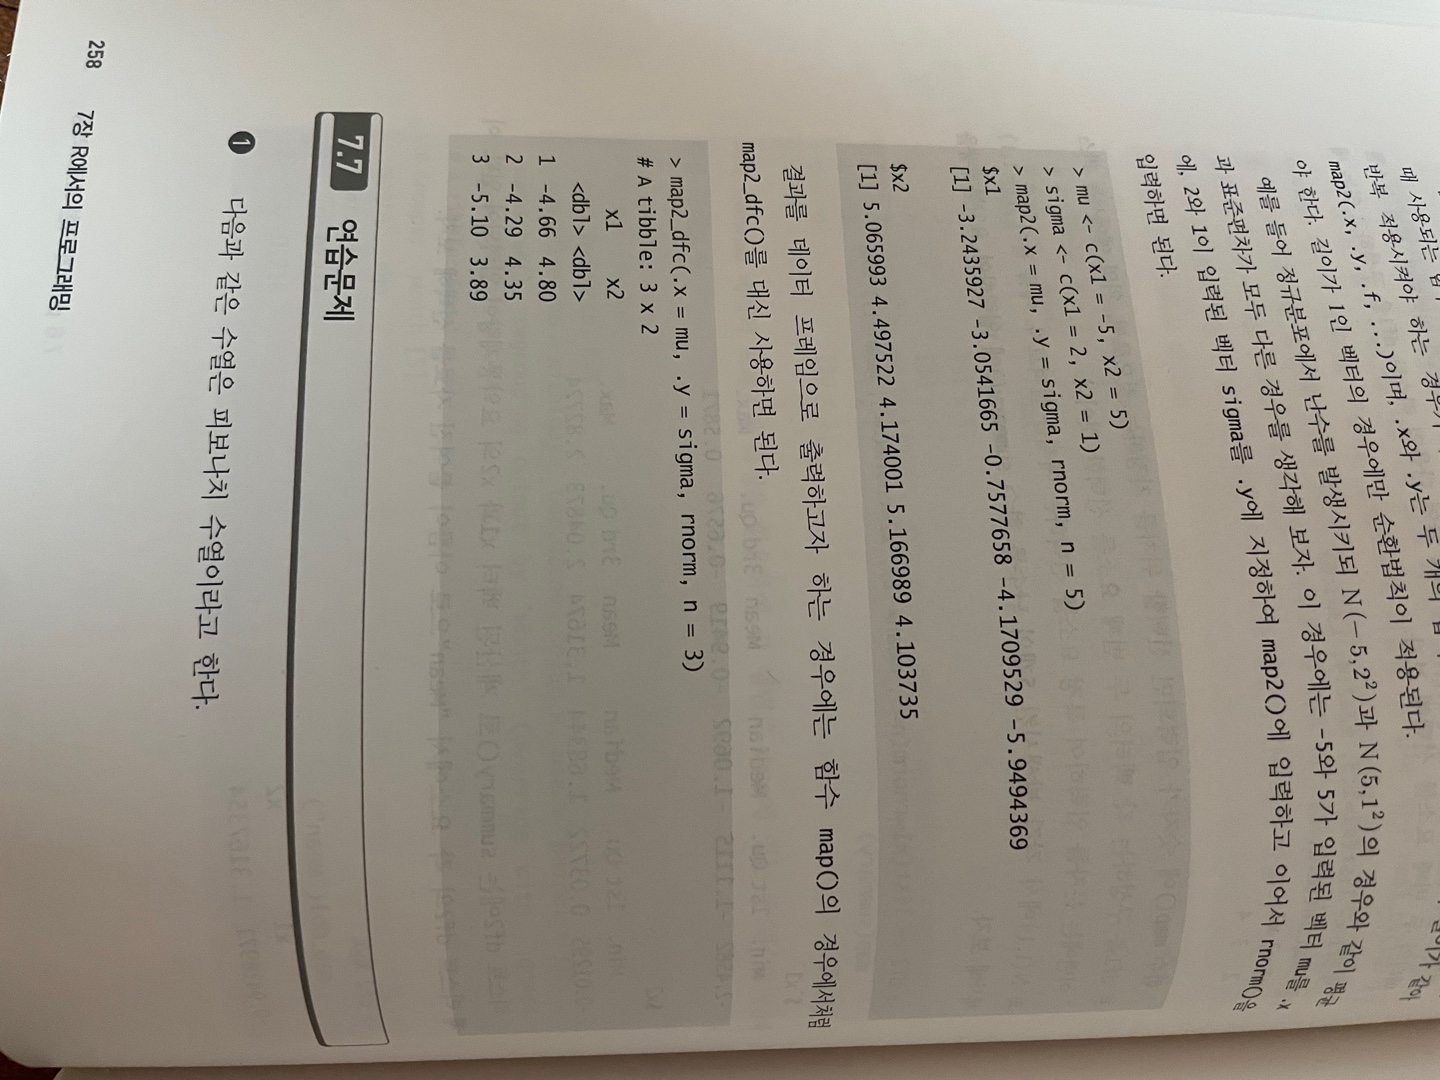 때 사용되는
반복 적용시켜야 하는 경우가
map2(.x, .y, .f, ...)이며, .x와 .y는 두 개의 길이가 같아
야 한다. 길이가 1인 벡터의 경우에만 순환법칙이 적용된다.
예를 들어 정규분포에서 난수를 발생시키되 N(−5,2²)과 N(5,1²)의 경우와 같이 평균
과 표준편차가 모두 다른 경우를 생각해 보자. 이 경우에는 -5와 5가 입력된 벡터 mu를 .x
에, 2와 1이 입력된 벡터 sigma를 .y에 지정하여 map2()에 입력하고 이어서 rnorm()을
입력하면 된다.
> mu <- c(x1 = -5, x2 = 5)
> sigma <- c(x1 = 2, x2 = 1)
> map2(.x = mu, .y = sigma, rnorm, n = 5)
$x1
[1] -3.2435927 -3.0541665 -0.7577658 -4.1709529 -5.9494369
$x2
[1] 5.065993 4.497522 4.174001 5.166989 4.103735
결과를 데이터 프레임으로 출력하고자 하는 경우에는 함수 map()의 경우에서처럼
map2_dfc()를 대신 사용하면 된다.
> map2_dfc(.x = mu, .y = sigma, rnorm, n = 3)
# A tibble: 3 x 2
x1 x2
<dbl> <dbl>
1 -4.66 4.80
2 -4.29 4.35
3 -5.10 3.89
7.7 연습문제
❶ 다음과 같은 수열은 피보나치 수열이라고 한다.
258 7장 R에서의 프로그래밍